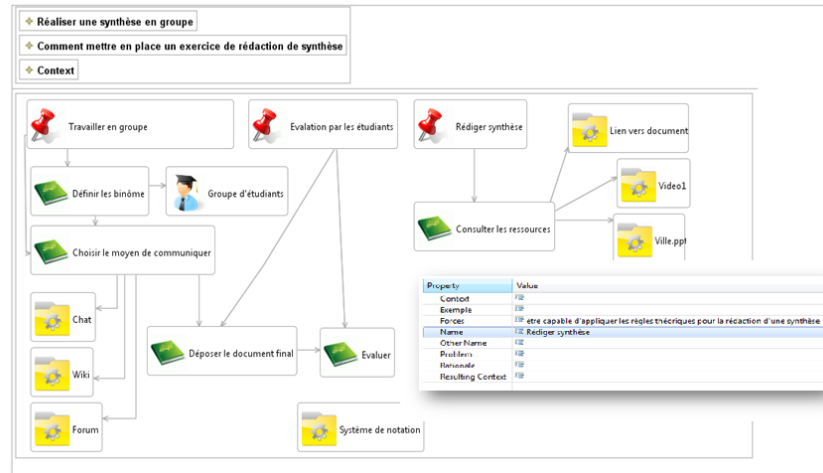 Réaliser une synthèse en groupe
Comment mettre en place un exercice de rédaction de synthèse
Context
Travailler en groupe
Evalation par les étudiants
Rédiger synthèse
Lien vers document
Définir les binôme
Groupe d'étudiants
Video1
Consulter les ressources
Ville.ppt
Choisir le moyen de communiquer
Chat
Déposer le document final
Evaluer
Wiki
Forum
Système de notation
Property Value
Context
Exemple
Forces etre capable d'appliquer les règles théoriques pour la rédaction d'une synthèse
Name Rédiger synthèse
Other Name
Problem
Rationale
Resulting Context